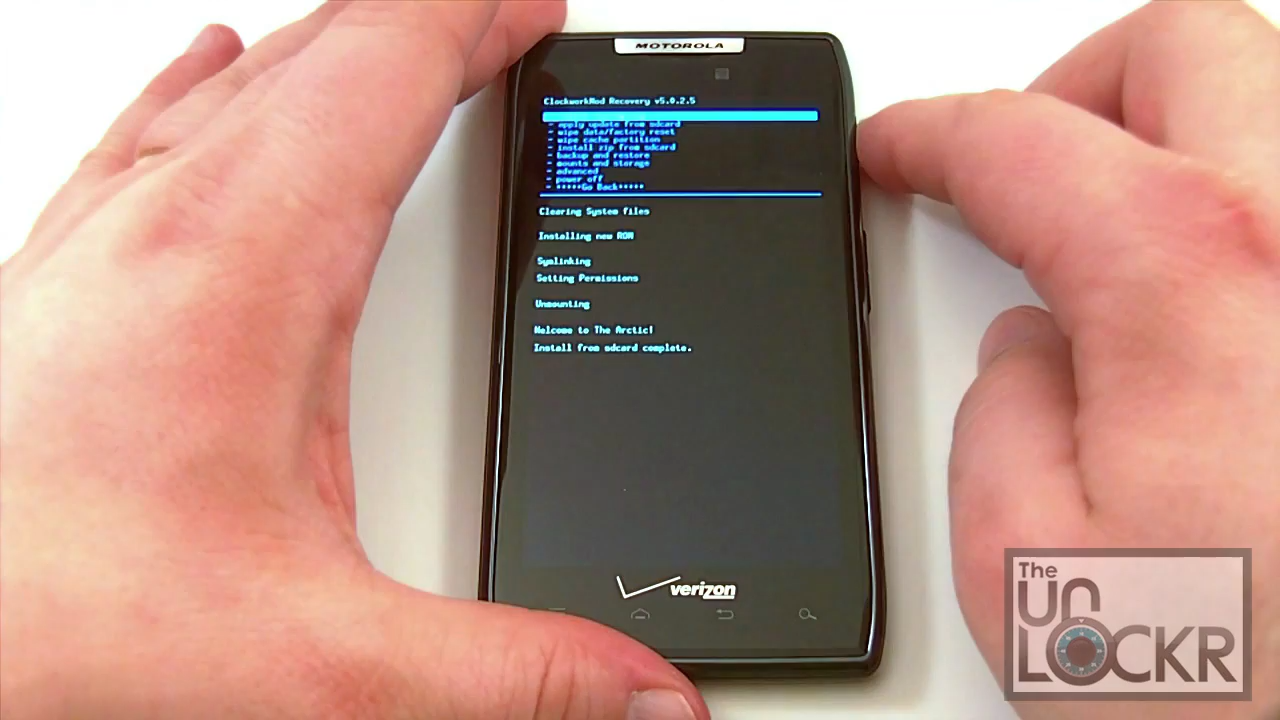 MOTOROLA
ClockworkMod Recovery v5.0.2.5
- apply update from sdcard
- wipe data/factory reset
- wipe cache partition
- install zip from sdcard
- backup and restore
- mounts and storage
- advanced
- power off
- *****Go Back*****
Clearing System files
Installing new ROM
Symlinking
Setting Permissions
Unmounting
Welcome to The Arctic!
Install from sdcard complete.
verizon
The
UN
LOCKR